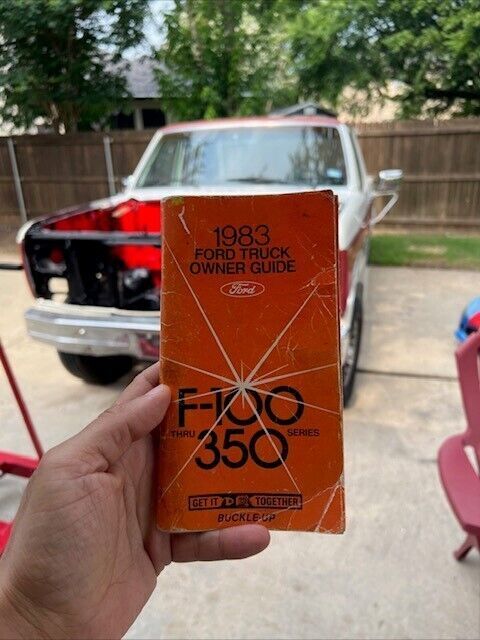 1983
FORD TRUCK
OWNER GUIDE
Ford
F-100
THRU 350 SERIES
GET IT TOGETHER
BUCKLE-UP